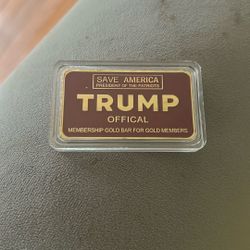 SAVE AMERICA
PRESIDENT OF THE PATRIOTS
TRUMP
OFFICAL
MEMBERSHIP GOLD BAR FOR GOLD MEMBERS